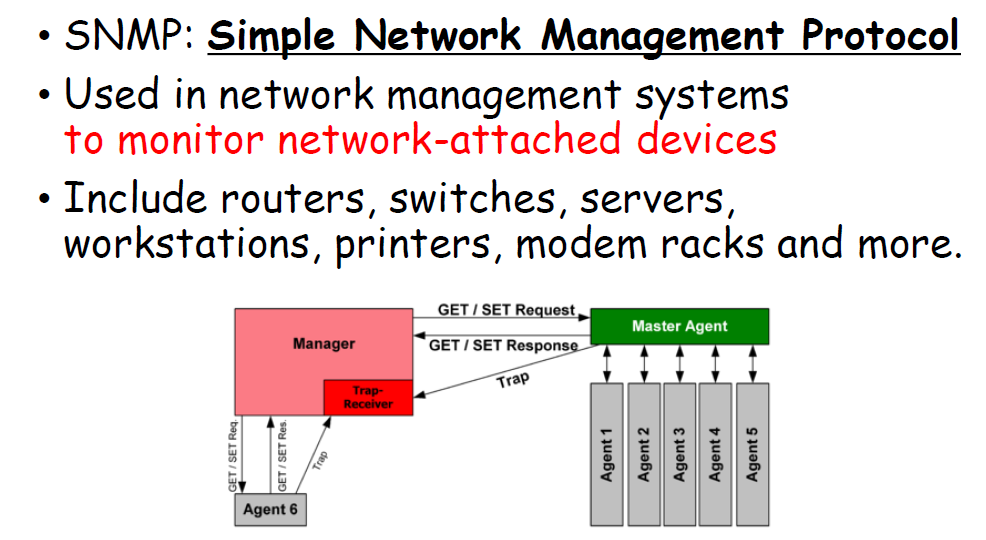 • SNMP: Simple Network Management Protocol
• Used in network management systems
to monitor network-attached devices
• Include routers, switches, servers,
workstations, printers, modem racks and more.
GET / SET Request
Manager
Master Agent
GET / SET Response
Trap
Trap-
Receiver
GET / SET Req.
GET / SET Res.
Trap
Agent 1
Agent 2
Agent 3
Agent 4
Agent 5
Agent 6